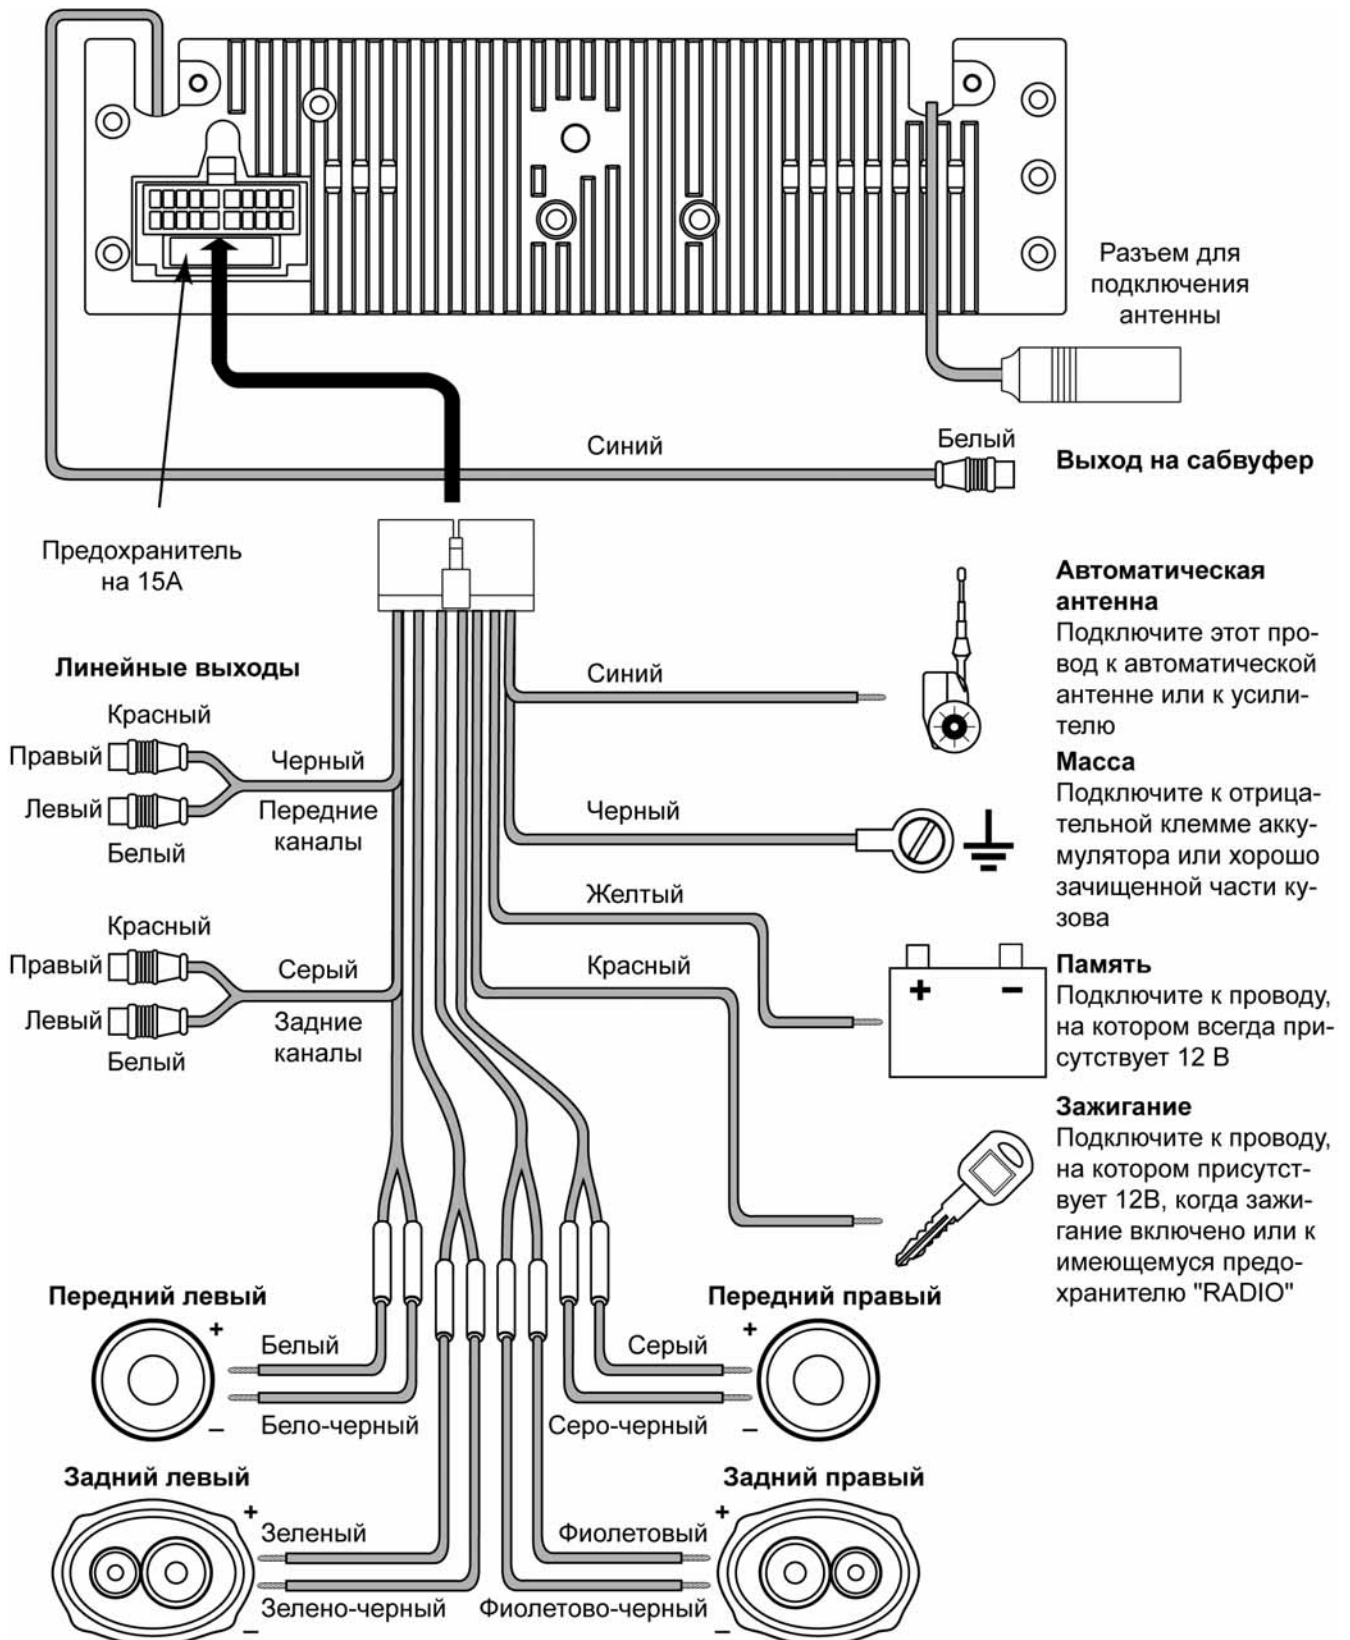 Разъем для
подключения
антенны
Синий
Белый
Выход на сабвуфер
Предохранитель
на 15А
Автоматическая
антенна
Подключите этот про-
вод к автоматической
антенне или к усили-
телю
Линейные выходы
Красный
Правый
Левый
Белый
Черный
Передние
каналы
Синий
Масса
Подключите к отрица-
тельной клемме акку-
мулятора или хорошо
зачищенной части ку-
зова
Черный
Желтый
Красный
Правый
Левый
Белый
Серый
Задние
каналы
Красный
+ −
Память
Подключите к проводу,
на котором всегда при-
сутствует 12 В
Зажигание
Подключите к проводу,
на котором присутст-
вует 12В, когда зажи-
гание включено или к
имеющемуся предо-
хранителю "RADIO"
Передний левый
+
Белый
Бело-черный
−
Передний правый
+
Серый
Серо-черный
−
Задний левый
+
Зеленый
Зелено-черный
−
Задний правый
+
Фиолетовый
Фиолетово-черный
−